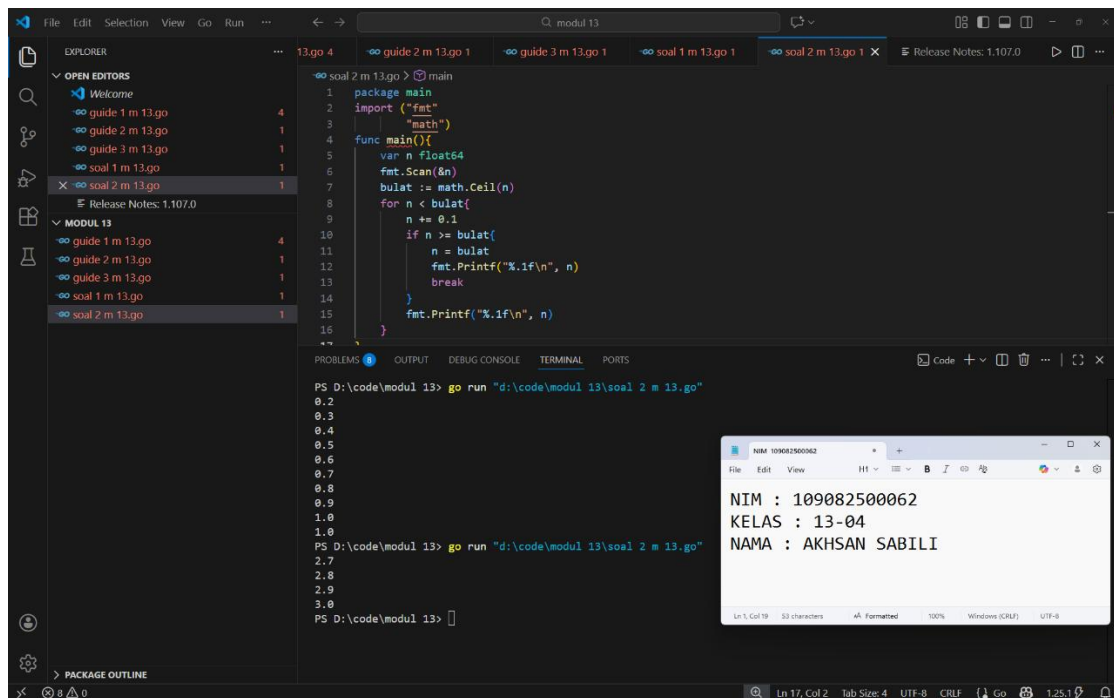 File Edit Selection View Go Run ··· modul 13
EXPLORER ···
OPEN EDITORS
Welcome
guide 1 m 13.go 4
guide 2 m 13.go 1
guide 3 m 13.go 1
soal 1 m 13.go 1
soal 2 m 13.go 1
Release Notes: 1.107.0
MODUL 13
guide 1 m 13.go 4
guide 2 m 13.go 1
guide 3 m 13.go 1
soal 1 m 13.go 1
soal 2 m 13.go 1
PACKAGE OUTLINE
13.go 4 guide 2 m 13.go 1 guide 3 m 13.go 1 soal 1 m 13.go 1 soal 2 m 13.go 1 Release Notes: 1.107.0 ···
soal 2 m 13.go > main
1 package main
2 import ("fmt"
3 "math")
4 func main(){
5 var n float64
6 fmt.Scan(&n)
7 bulat := math.Ceil(n)
8 for n < bulat{
9 n += 0.1
10 if n >= bulat{
11 n = bulat
12 fmt.Printf("%.1f\n", n)
13 break
14 }
15 fmt.Printf("%.1f\n", n)
16 }
17 }
PROBLEMS 8 OUTPUT DEBUG CONSOLE TERMINAL PORTS Code ···
PS D:\code\modul 13> go run "d:\code\modul 13\soal 2 m 13.go"
0.2
0.3
0.4
0.5
0.6
0.7
0.8
0.9
1.0
1.0
PS D:\code\modul 13> go run "d:\code\modul 13\soal 2 m 13.go"
2.7
2.8
2.9
3.0
PS D:\code\modul 13>
NIM 109082500062
File Edit View H1 B I
NIM : 109082500062
KELAS : 13-04
NAMA : AKHSAN SABILI
Ln 1, Col 19 53 characters Formatted 100% Windows (CRLF) UTF-8
8 0 Ln 17, Col 2 Tab Size: 4 UTF-8 CRLF Go 1.25.1